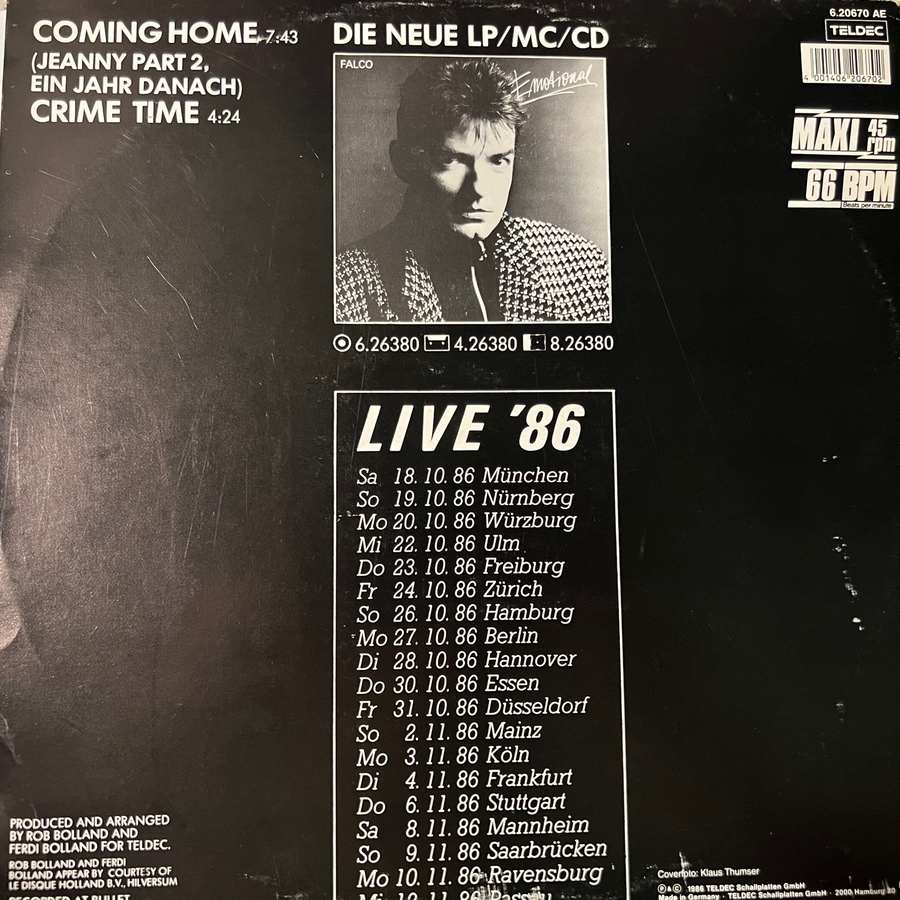 COMING HOME 7:43
(JEANNY PART 2,
EIN JAHR DANACH)
CRIME TIME 4:24
DIE NEUE LP/MC/CD
FALCO
Emotional
6.26380 4.26380 8.26380
6.20670 AE
TELDEC
4 001406 206702
MAXI 45 rpm
66 BPM
Beats per minute
LIVE '86
Sa 18. 10. 86 München
So 19. 10. 86 Nürnberg
Mo 20. 10. 86 Würzburg
Mi 22. 10. 86 Ulm
Do 23. 10. 86 Freiburg
Fr 24. 10. 86 Zürich
So 26. 10. 86 Hamburg
Mo 27. 10. 86 Berlin
Di 28. 10. 86 Hannover
Do 30. 10. 86 Essen
Fr 31. 10. 86 Düsseldorf
So 2. 11. 86 Mainz
Mo 3. 11. 86 Köln
Di 4. 11. 86 Frankfurt
Do 6. 11. 86 Stuttgart
Sa 8. 11. 86 Mannheim
So 9. 11. 86 Saarbrücken
Mo 10. 11. 86 Ravensburg
Mi 12. 11. 86 Passau
PRODUCED AND ARRANGED
BY ROB BOLLAND AND
FERDI BOLLAND FOR TELDEC.
ROB BOLLAND AND FERDI
BOLLAND APPEAR BY COURTESY OF
LE DISQUE HOLLAND B.V., HILVERSUM
RECORDED AT BULLET
Coverfoto: Klaus Thumser
℗ & © 1986 TELDEC Schallplatten GmbH
Made in Germany · TELDEC Schallplatten GmbH · 2000 Hamburg 20